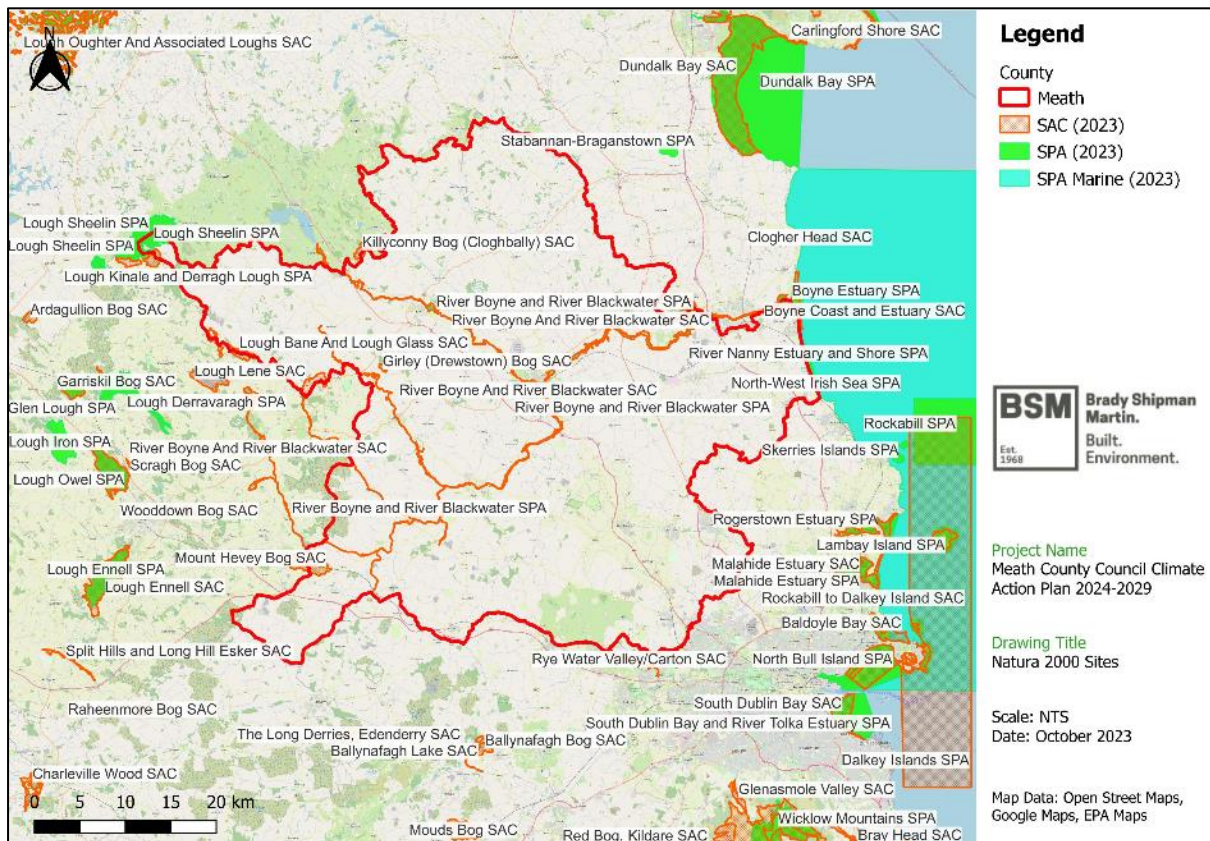 N
Lough Oughter And Associated Loughs SAC
Carlingford Shore SAC
Dundalk Bay SAC
Dundalk Bay SPA
Stabannan-Braganstown SPA
Lough Sheelin SPA
Lough Sheelin SPA
Lough Sheelin SPA
Killyconny Bog (Cloghbally) SAC
Clogher Head SAC
Lough Kinale and Derragh Lough SPA
Boyne Estuary SPA
River Boyne and River Blackwater SPA
Ardagullion Bog SAC
Boyne Coast and Estuary SAC
River Boyne And River Blackwater SAC
Lough Bane And Lough Glass SAC
River Nanny Estuary and Shore SPA
Girley (Drewstown) Bog SAC
Lough Lene SAC
Garriskil Bog SAC
North-West Irish Sea SPA
River Boyne And River Blackwater SAC
Lough Derravaragh SPA
Glen Lough SPA
River Boyne and River Blackwater SPA
Rockabill SPA
Lough Iron SPA
River Boyne And River Blackwater SAC
Skerries Islands SPA
Scragh Bog SAC
Lough Owel SPA
River Boyne and River Blackwater SPA
Wooddown Bog SAC
Rogerstown Estuary SPA
Lambay Island SPA
Mount Hevey Bog SAC
Malahide Estuary SAC
Lough Ennell SPA
Malahide Estuary SPA
Lough Ennell SAC
Rockabill to Dalkey Island SAC
Baldoyle Bay SAC
Split Hills and Long Hill Esker SAC
Rye Water Valley/Carton SAC
North Bull Island SPA
South Dublin Bay SAC
Raheenmore Bog SAC
South Dublin Bay and River Tolka Estuary SPA
The Long Derries, Edenderry SAC
Ballynafagh Bog SAC
Ballynafagh Lake SAC
Dalkey Islands SPA
Charleville Wood SAC
Glenasmole Valley SAC
0 5 10 15 20 km
Wicklow Mountains SPA
Mouds Bog SAC
Red Bog, Kildare SAC
Bray Head SAC
Legend
County
Meath
SAC (2023)
SPA (2023)
SPA Marine (2023)
BSM
Est.
1968
Brady Shipman
Martin.
Built.
Environment.
Project Name
Meath County Council Climate
Action Plan 2024-2029
Drawing Title
Natura 2000 Sites
Scale: NTS
Date: October 2023
Map Data: Open Street Maps,
Google Maps, EPA Maps